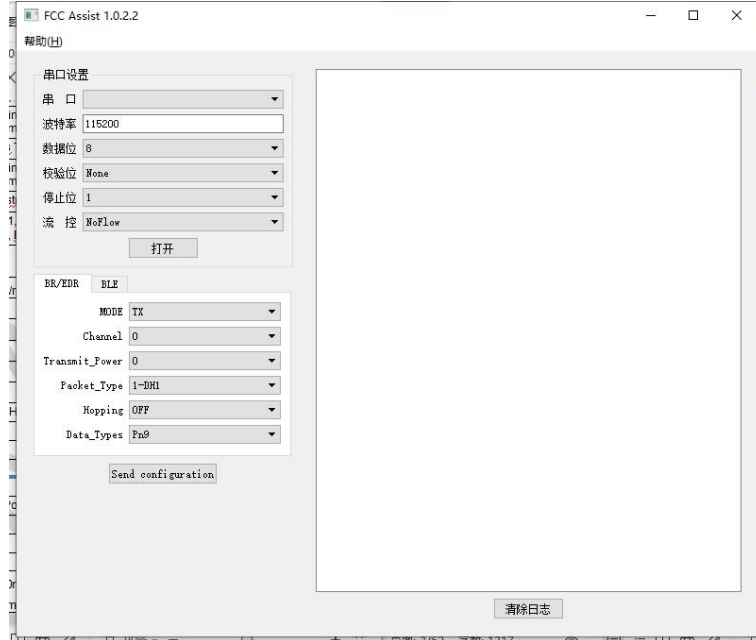 FCC Assist 1.0.2.2
帮助(H)
串口设置
串 口
波特率 115200
数据位 8
校验位 None
停止位 1
流 控 NoFlow
打开
BR/EDR BLE
MODE TX
Channel 0
Transmit_Power 0
Packet_Type 1-DH1
Hopping OFF
Data_Types Pn9
Send configuration
清除日志